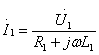 İ₁ = U̇₁ / (R₁ + jωL₁)